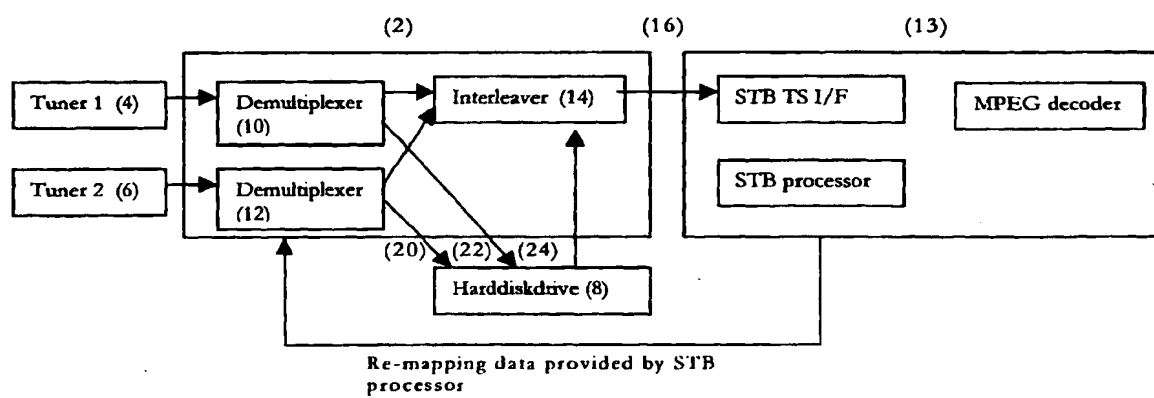 (2) (16) (13)
Tuner 1 (4)
Demultiplexer
(10)
Interleaver (14)
STB TS I/F
MPEG decoder
Tuner 2 (6)
Demultiplexer
(12)
STB processor
(20) (22) (24)
Harddiskdrive (8)
Re-mapping data provided by STB
processor